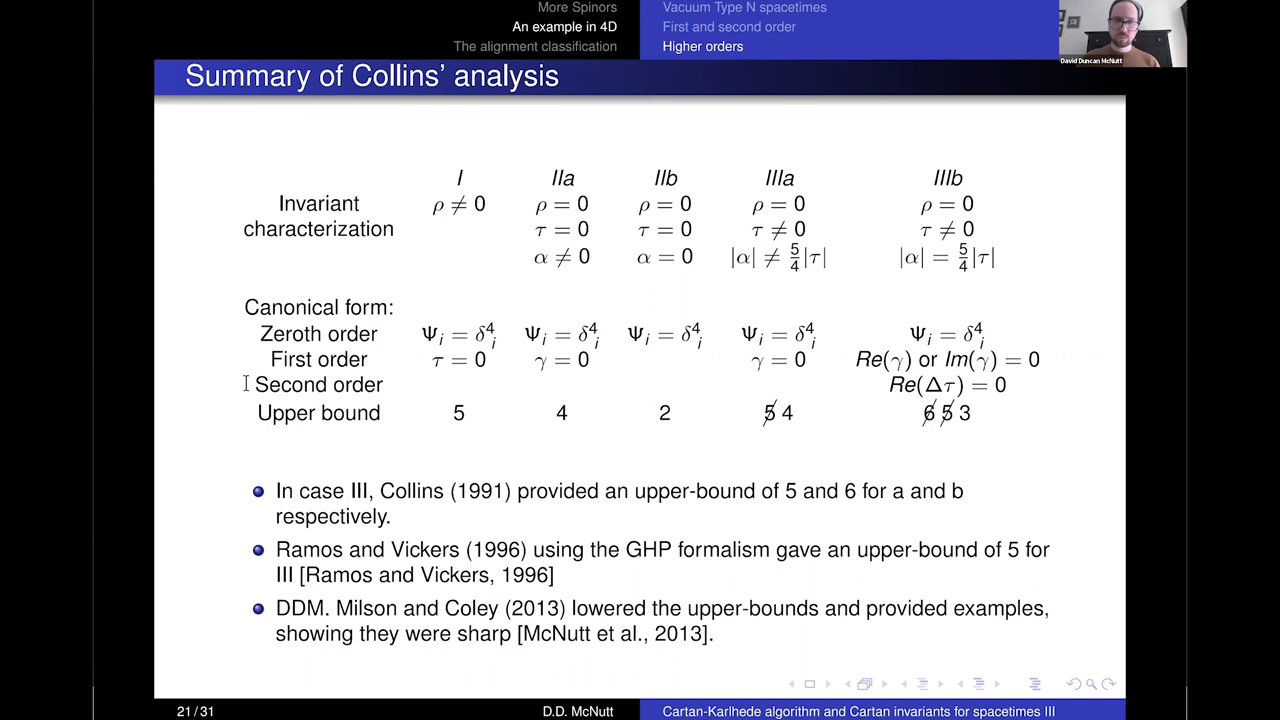 More Spinors
An example in 4D
The alignment classification
Vacuum Type N spacetimes
First and second order
Higher orders
David Duncan McNutt
Summary of Collins' analysis
I IIa IIb IIIa IIIb
Invariant ρ ≠ 0 ρ = 0 ρ = 0 ρ = 0 ρ = 0
characterization τ = 0 τ = 0 τ ≠ 0 τ ≠ 0
α ≠ 0 α = 0 |α| ≠ 5/4|τ| |α| = 5/4|τ|
Canonical form:
Zeroth order Ψᵢ = δ⁴ᵢ Ψᵢ = δ⁴ᵢ Ψᵢ = δ⁴ᵢ Ψᵢ = δ⁴ᵢ Ψᵢ = δ⁴ᵢ
First order τ = 0 γ = 0 γ = 0 Re(γ) or Im(γ) = 0
Second order Re(Δτ) = 0
Upper bound 5 4 2 5̸ 4 6̸ 5̸ 3
In case III, Collins (1991) provided an upper-bound of 5 and 6 for a and b
respectively.
Ramos and Vickers (1996) using the GHP formalism gave an upper-bound of 5 for
III [Ramos and Vickers, 1996]
DDM. Milson and Coley (2013) lowered the upper-bounds and provided examples,
showing they were sharp [McNutt et al., 2013].
21 / 31
D.D. McNutt
Cartan-Karlhede algorithm and Cartan invariants for spacetimes III